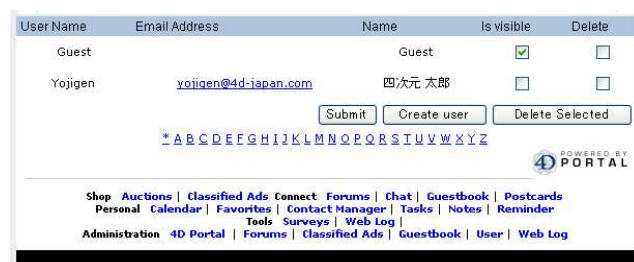 User Name Email Address Name Is visible Delete
Guest Guest
Yojigen yojigen@4d-japan.com 四次元 太郎
Submit Create user Delete Selected
* A B C D E F G H I J K L M N O P Q R S T U V W X Y Z
4D POWERED BY
PORTAL
Shop Auctions | Classified Ads Connect Forums | Chat | Guestbook | Postcards
Personal Calendar | Favorites | Contact Manager | Tasks | Notes | Reminder
Tools Surveys | Web Log |
Administration 4D Portal | Forums | Classified Ads | Guestbook | User | Web Log